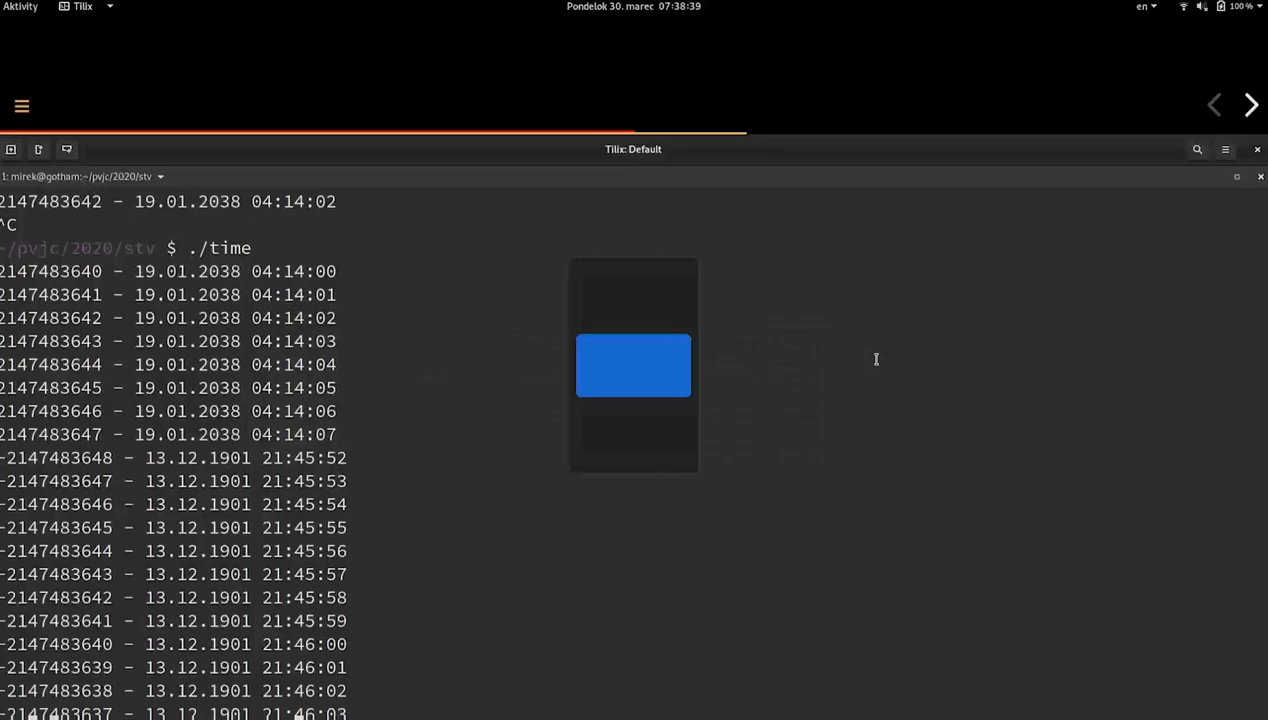 Aktivity Tilix Pondelok 30. marec 07:38:39 en 100 %
Tilix: Default
1: mirek@gotham:~/pvjc/2020/stv
2147483642 - 19.01.2038 04:14:02
^C
~/pvjc/2020/stv $ ./time
2147483640 - 19.01.2038 04:14:00
2147483641 - 19.01.2038 04:14:01
2147483642 - 19.01.2038 04:14:02
2147483643 - 19.01.2038 04:14:03
2147483644 - 19.01.2038 04:14:04
2147483645 - 19.01.2038 04:14:05
2147483646 - 19.01.2038 04:14:06
2147483647 - 19.01.2038 04:14:07
-2147483648 - 13.12.1901 21:45:52
-2147483647 - 13.12.1901 21:45:53
-2147483646 - 13.12.1901 21:45:54
-2147483645 - 13.12.1901 21:45:55
-2147483644 - 13.12.1901 21:45:56
-2147483643 - 13.12.1901 21:45:57
-2147483642 - 13.12.1901 21:45:58
-2147483641 - 13.12.1901 21:45:59
-2147483640 - 13.12.1901 21:46:00
-2147483639 - 13.12.1901 21:46:01
-2147483638 - 13.12.1901 21:46:02
-2147483637 - 13.12.1901 21:46:03